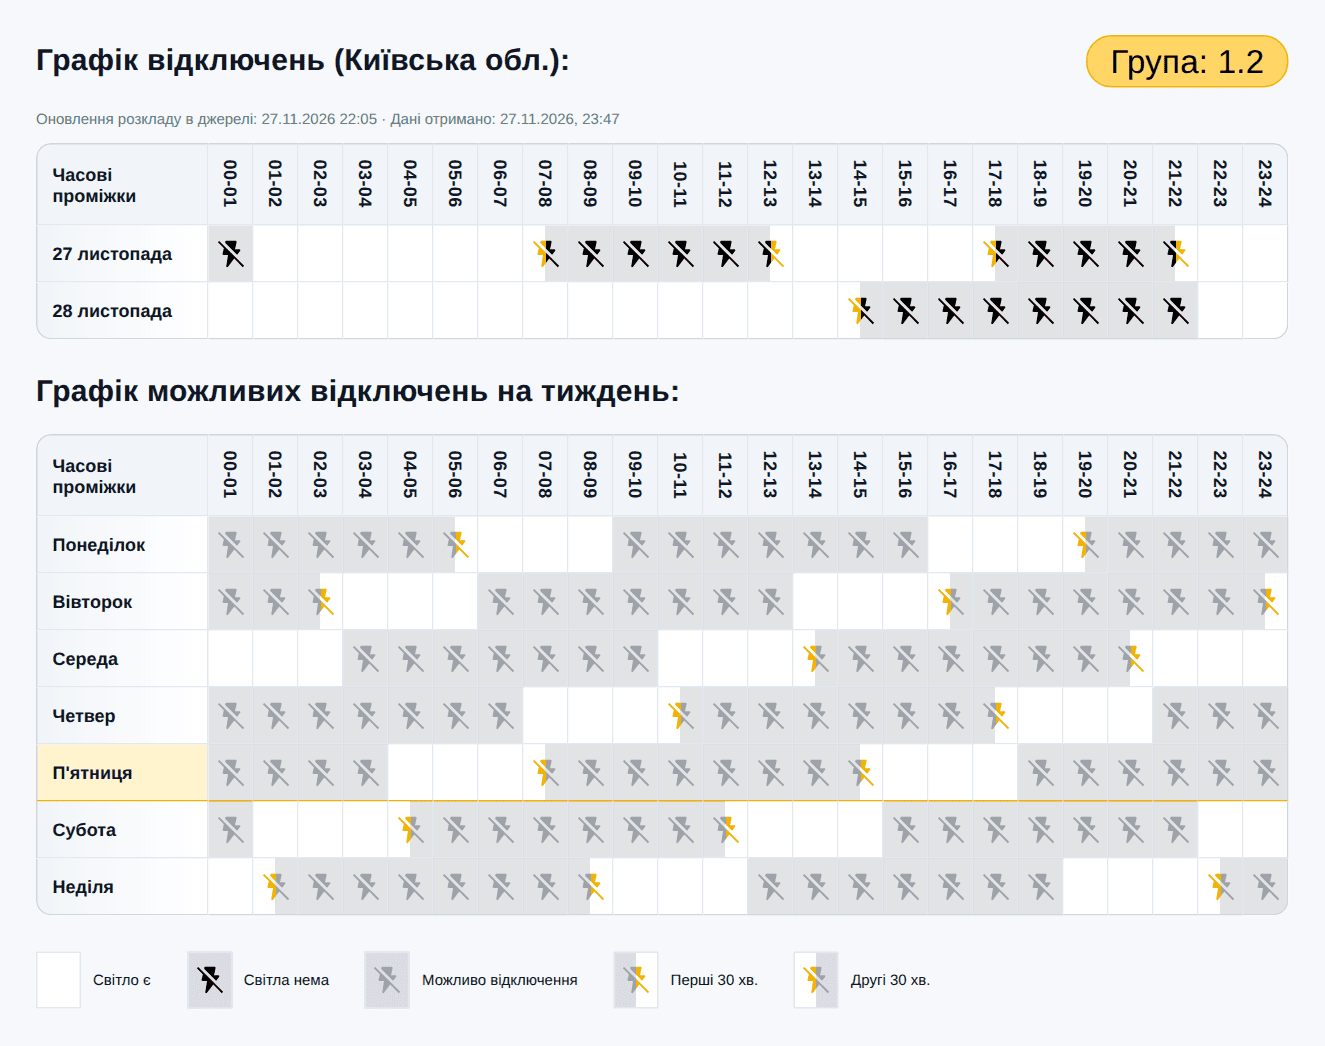 Графік відключень (Київська обл.):
Група: 1.2
Оновлення розкладу в джерелі: 27.11.2026 22:05 · Дані отримано: 27.11.2026, 23:47
Часові проміжки 00-01 01-02 02-03 03-04 04-05 05-06 06-07 07-08 08-09 09-10 10-11 11-12 12-13 13-14 14-15 15-16 16-17 17-18 18-19 19-20 20-21 21-22 22-23 23-24
27 листопада
28 листопада
Графік можливих відключень на тиждень:
Часові проміжки 00-01 01-02 02-03 03-04 04-05 05-06 06-07 07-08 08-09 09-10 10-11 11-12 12-13 13-14 14-15 15-16 16-17 17-18 18-19 19-20 20-21 21-22 22-23 23-24
Понеділок
Вівторок
Середа
Четвер
П'ятниця
Субота
Неділя
Світло є Світла нема Можливо відключення Перші 30 хв. Другі 30 хв.